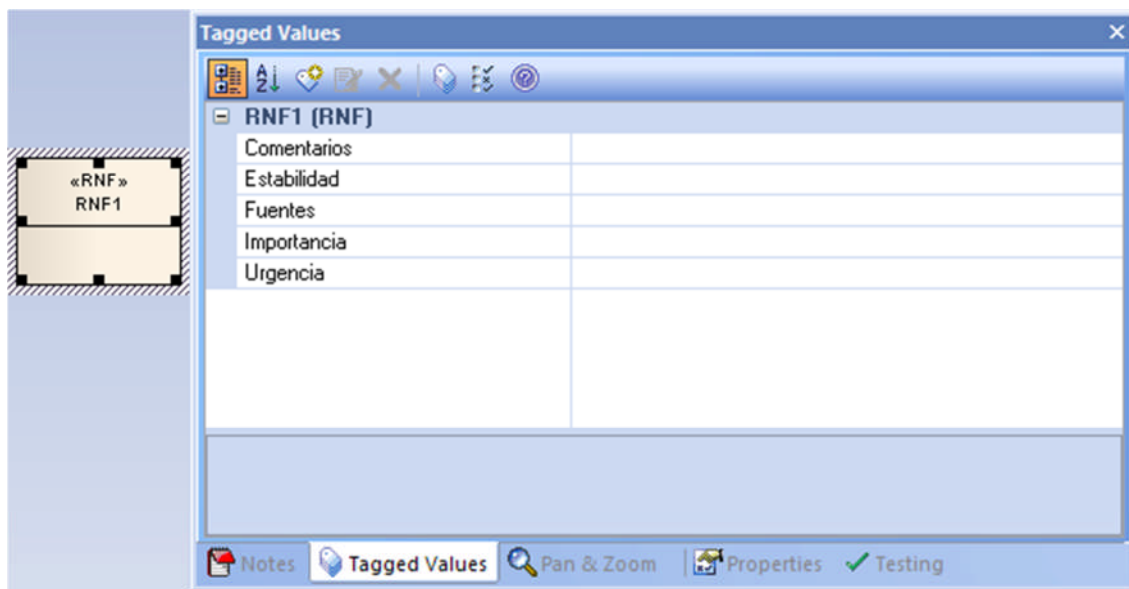 Tagged Values
RNF1 (RNF)
Comentarios
Estabilidad
Fuentes
Importancia
Urgencia
«RNF»
RNF1
Notes Tagged Values Pan & Zoom Properties Testing